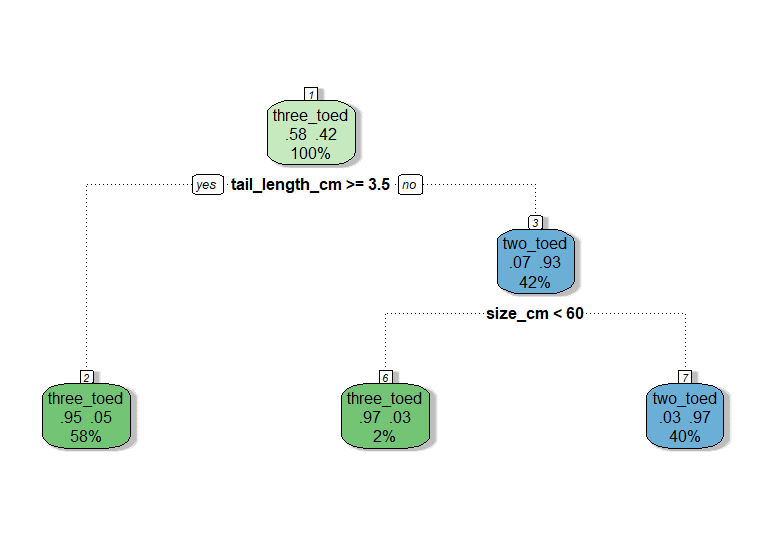 1
three_toed
.58 .42
100%
yes tail_length_cm >= 3.5 no
3
two_toed
.07 .93
42%
size_cm < 60
2
three_toed
.95 .05
58%
6
three_toed
.97 .03
2%
7
two_toed
.03 .97
40%